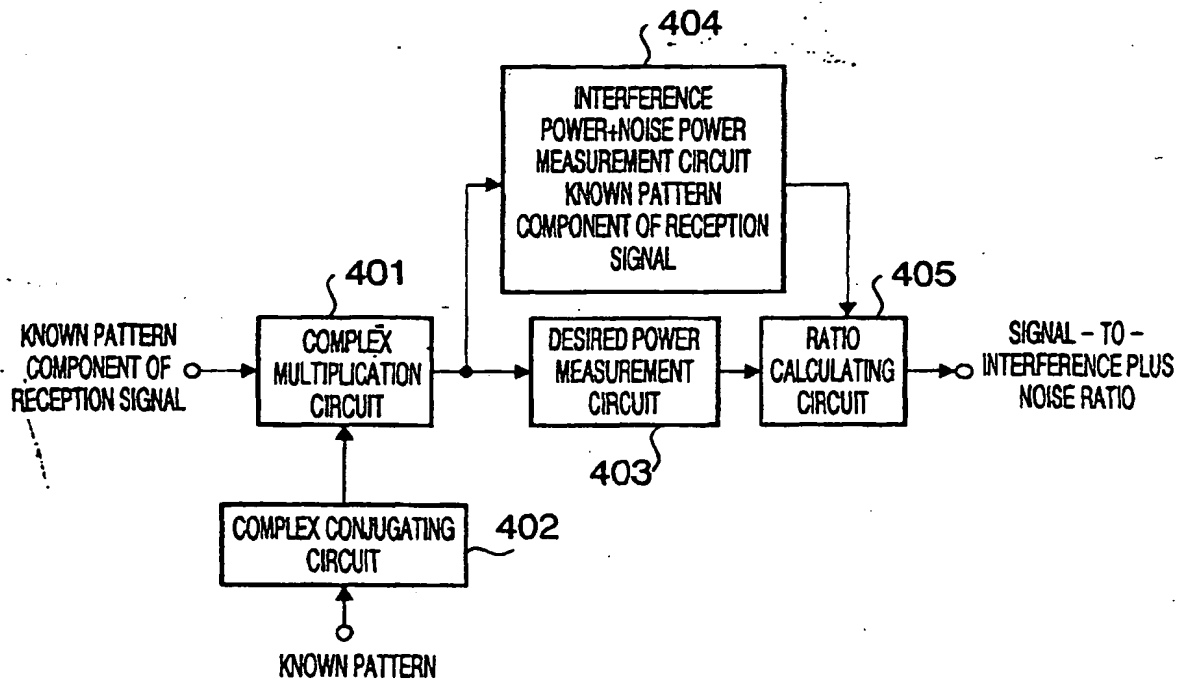 404
INTERFERENCE
POWER+NOISE POWER
MEASUREMENT CIRCUIT
KNOWN PATTERN
COMPONENT OF RECEPTION
SIGNAL
401
405
KNOWN PATTERN
COMPONENT OF
RECEPTION SIGNAL
COMPLEX
MULTIPLICATION
CIRCUIT
DESIRED POWER
MEASUREMENT
CIRCUIT
RATIO
CALCULATING
CIRCUIT
SIGNAL - TO -
INTERFERENCE PLUS
NOISE RATIO
403
COMPLEX CONJUGATING
CIRCUIT
402
KNOWN PATTERN